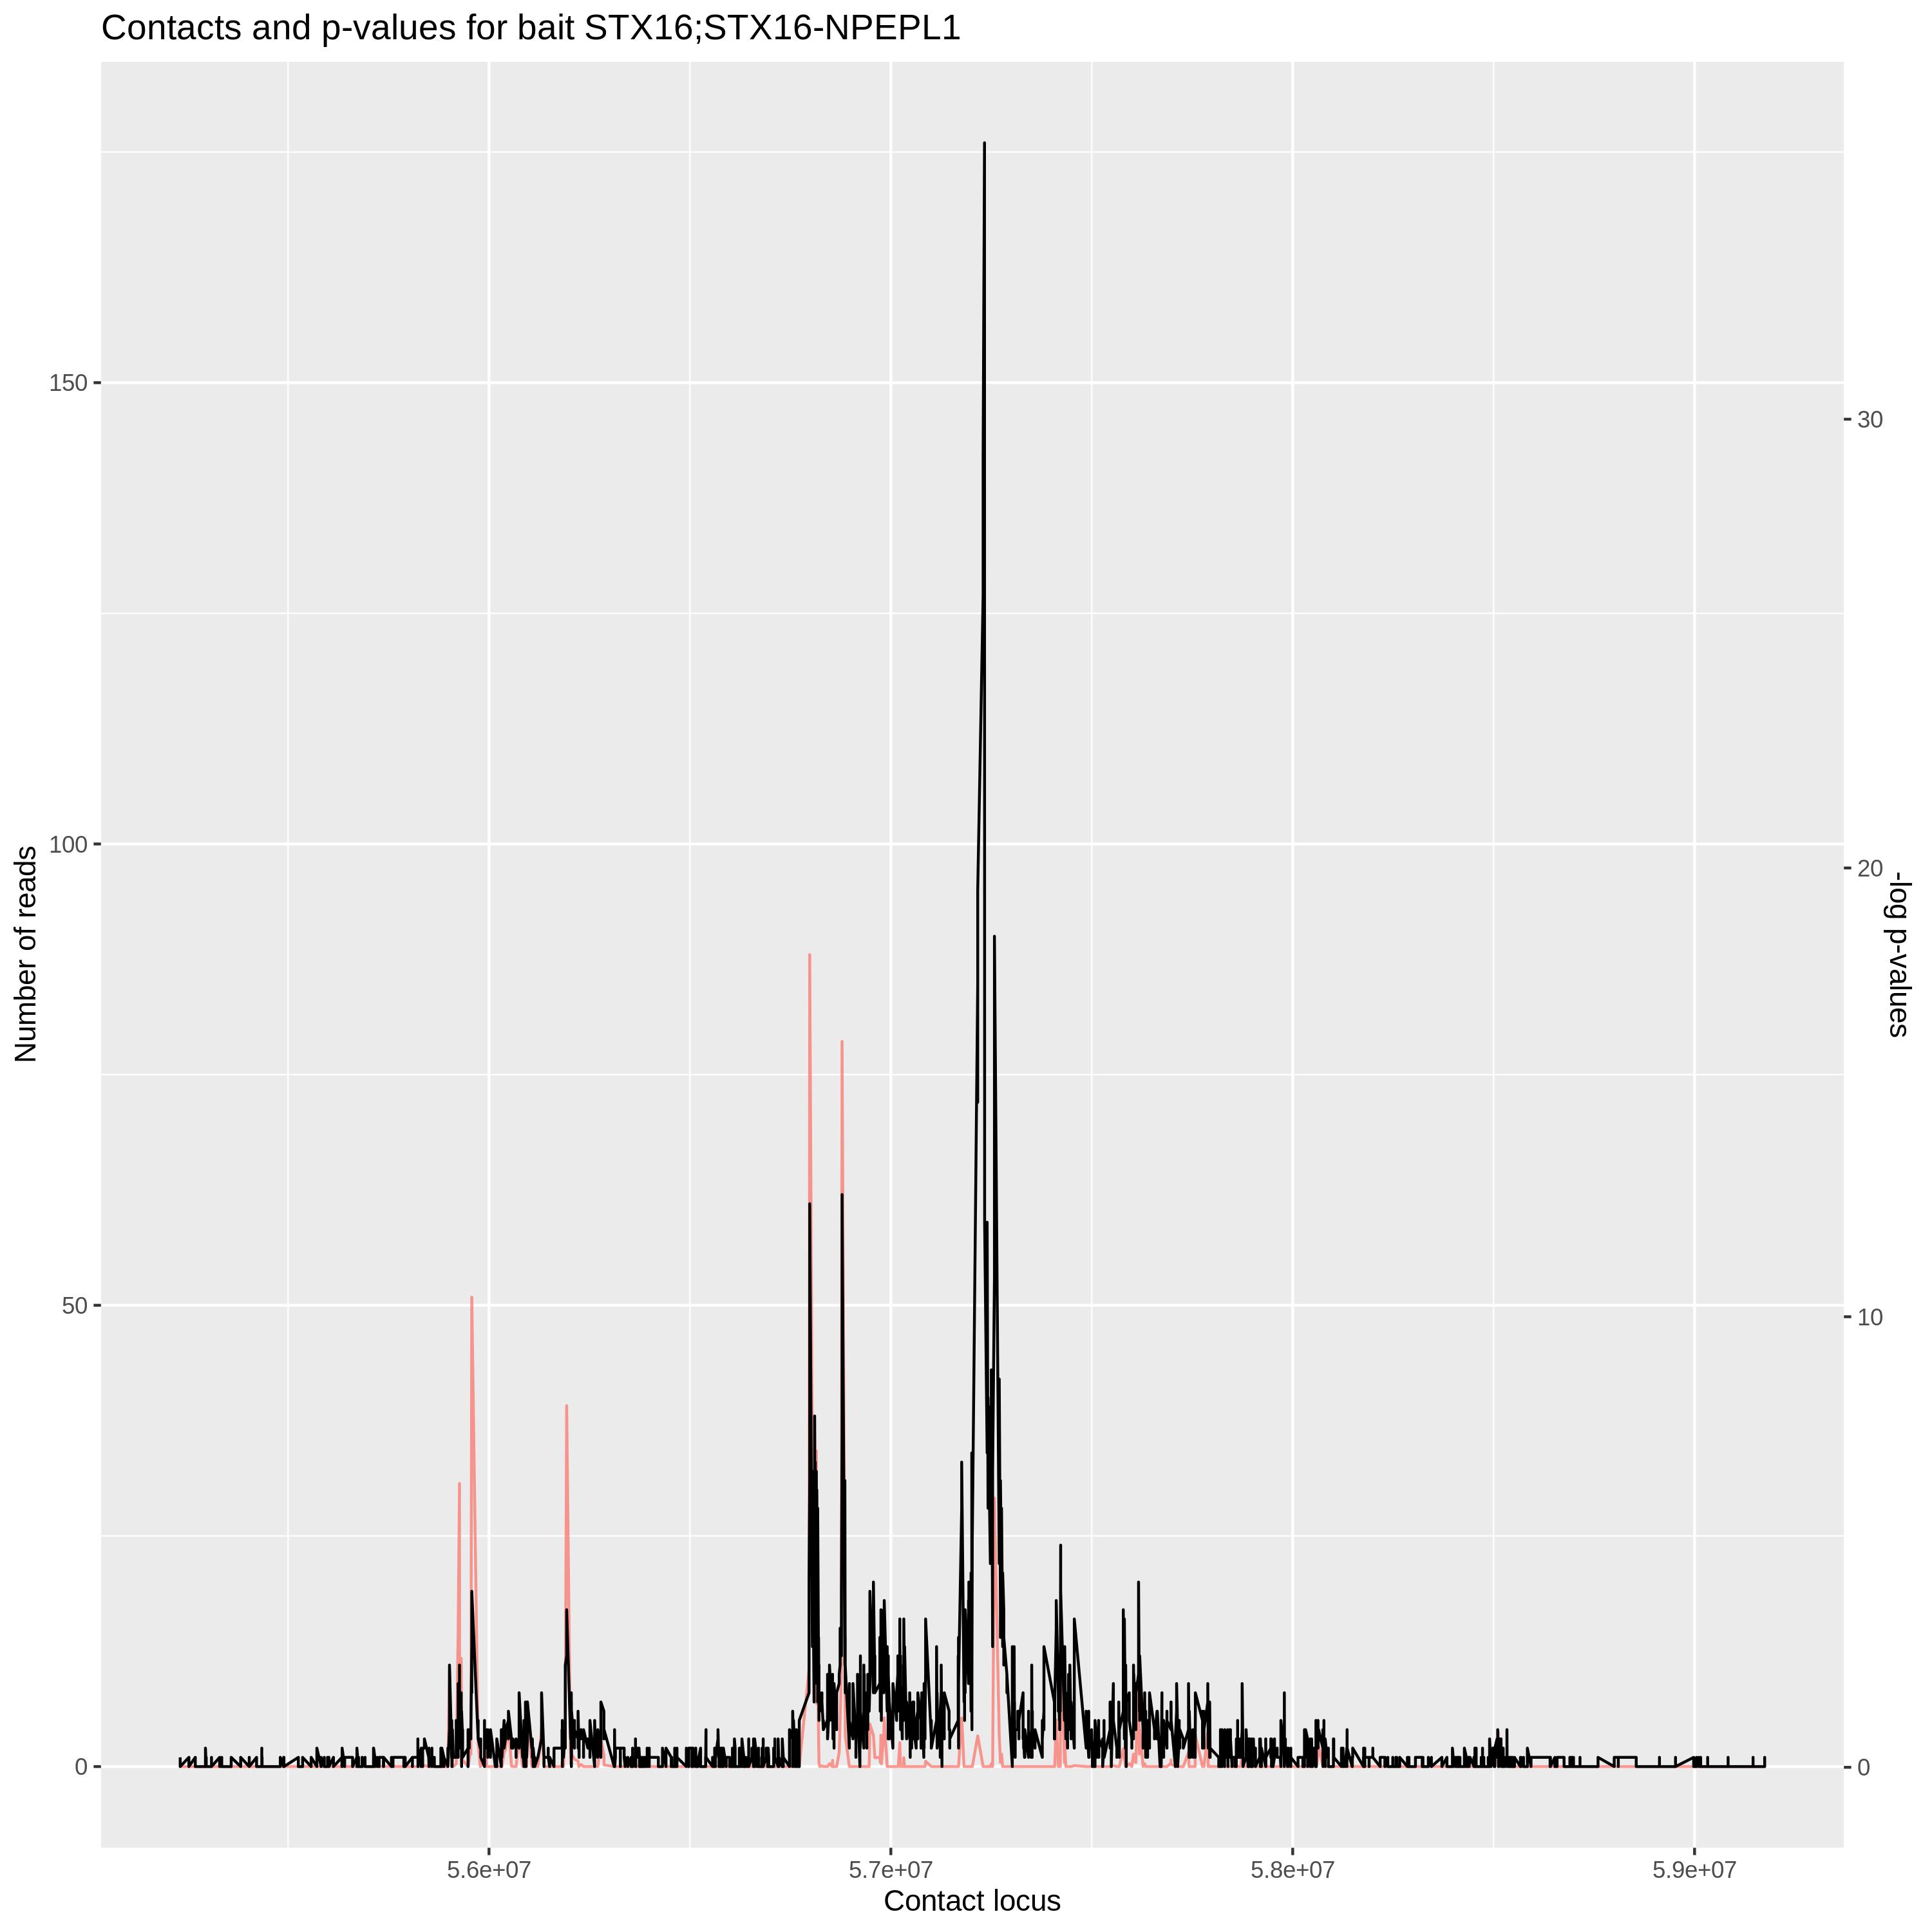 Contacts and p-values for bait STX16;STX16-NPEPL1
150
100
50
0
Number of reads
30
20
10
0
-log p-values
5.6e+07
5.7e+07
5.8e+07
5.9e+07
Contact locus